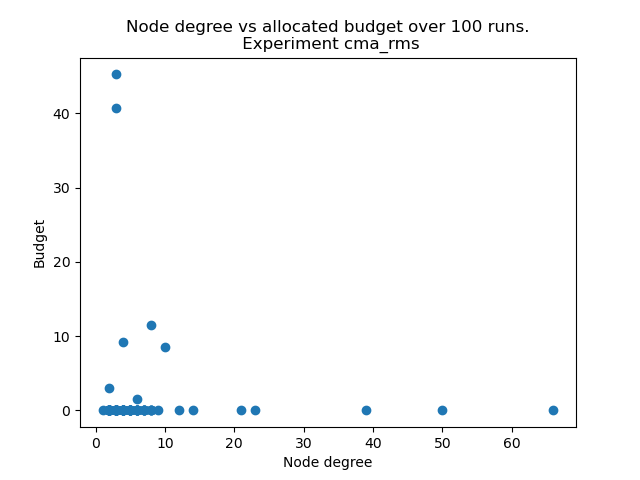 Node degree vs allocated budget over 100 runs.
Experiment cma_rms
40
30
20
10
0
Budget
0 10 20 30 40 50 60
Node degree